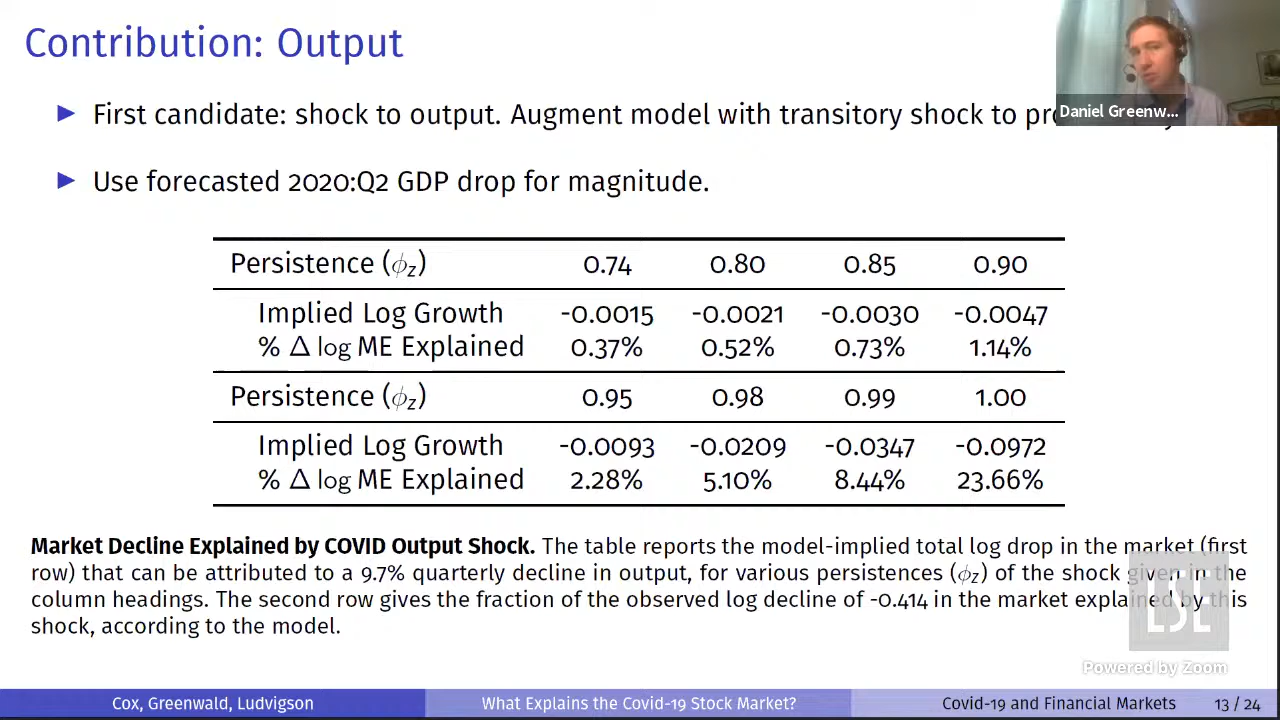 Contribution: Output
▶ First candidate: shock to output. Augment model with transitory shock to
Daniel Greenw...
▶ Use forecasted 2020:Q2 GDP drop for magnitude.
Persistence (ϕz) 0.74 0.80 0.85 0.90
Implied Log Growth -0.0015 -0.0021 -0.0030 -0.0047
% Δ log ME Explained 0.37% 0.52% 0.73% 1.14%
Persistence (ϕz) 0.95 0.98 0.99 1.00
Implied Log Growth -0.0093 -0.0209 -0.0347 -0.0972
% Δ log ME Explained 2.28% 5.10% 8.44% 23.66%
Market Decline Explained by COVID Output Shock. The table reports the model-implied total log drop in the market (first
row) that can be attributed to a 9.7% quarterly decline in output, for various persistences (ϕz) of the shock given in the
column headings. The second row gives the fraction of the observed log decline of -0.414 in the market explained by this
shock, according to the model.
LSE
Powered by Zoom
Cox, Greenwald, Ludvigson What Explains the Covid-19 Stock Market? Covid-19 and Financial Markets 13 / 24